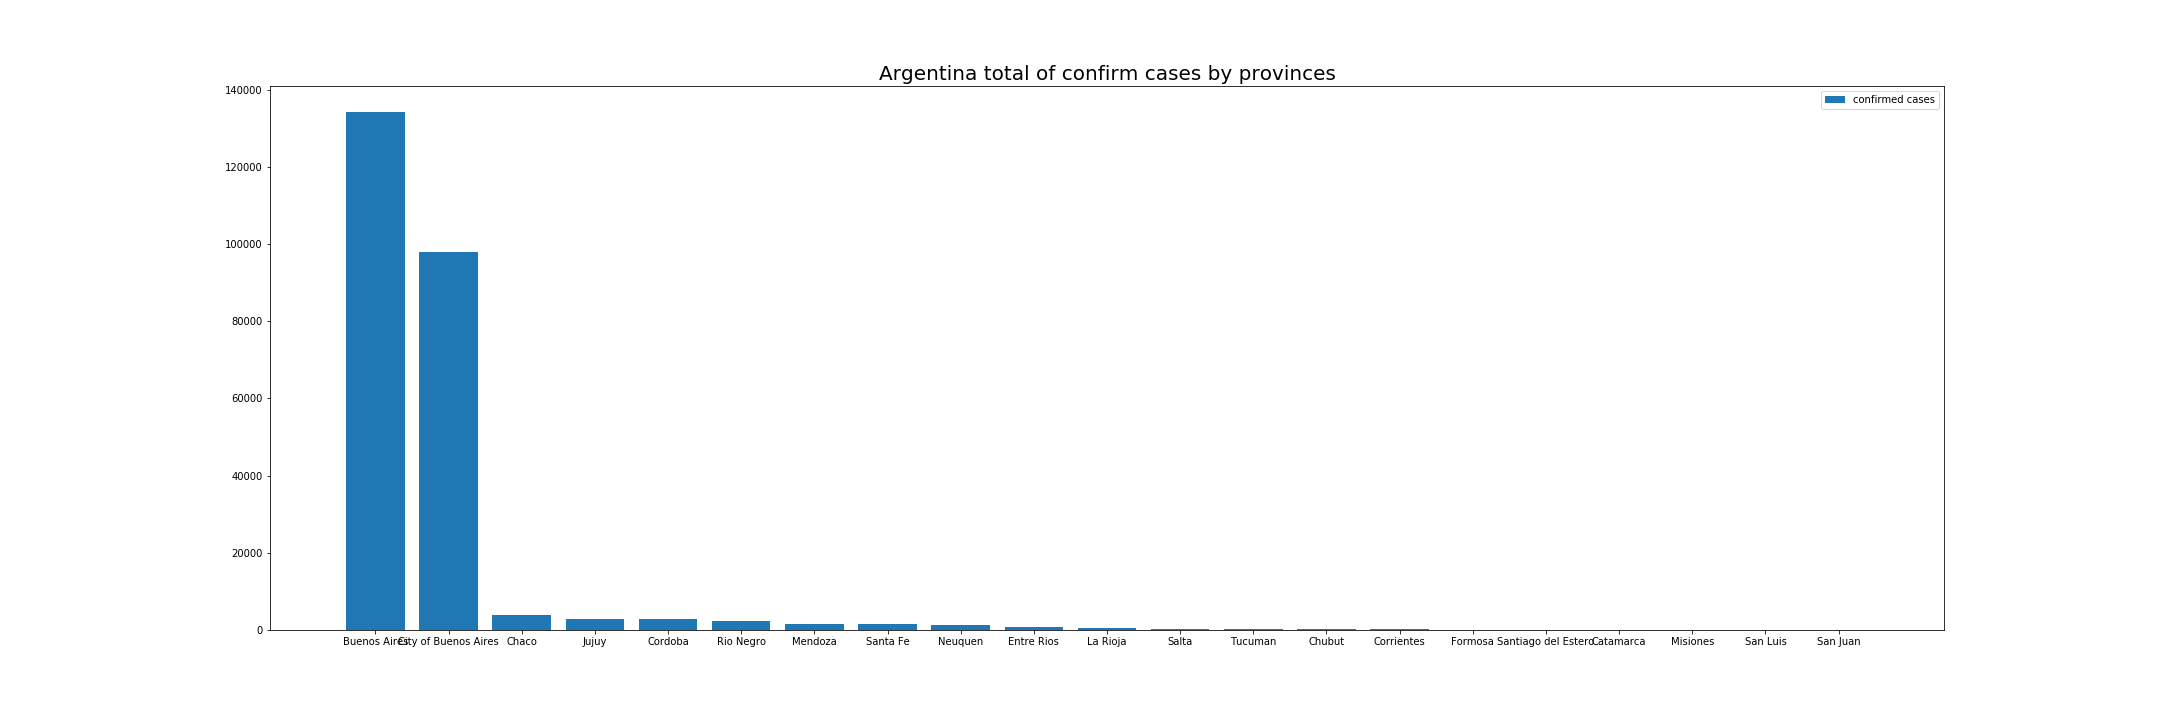 Argentina total of confirm cases by provinces
confirmed cases
140000
120000
100000
80000
60000
40000
20000
0
Buenos Aires City of Buenos Aires Chaco Jujuy Cordoba Rio Negro Mendoza Santa Fe Neuquen Entre Rios La Rioja Salta Tucuman Chubut Corrientes Formosa Santiago del Estero Catamarca Misiones San Luis San Juan